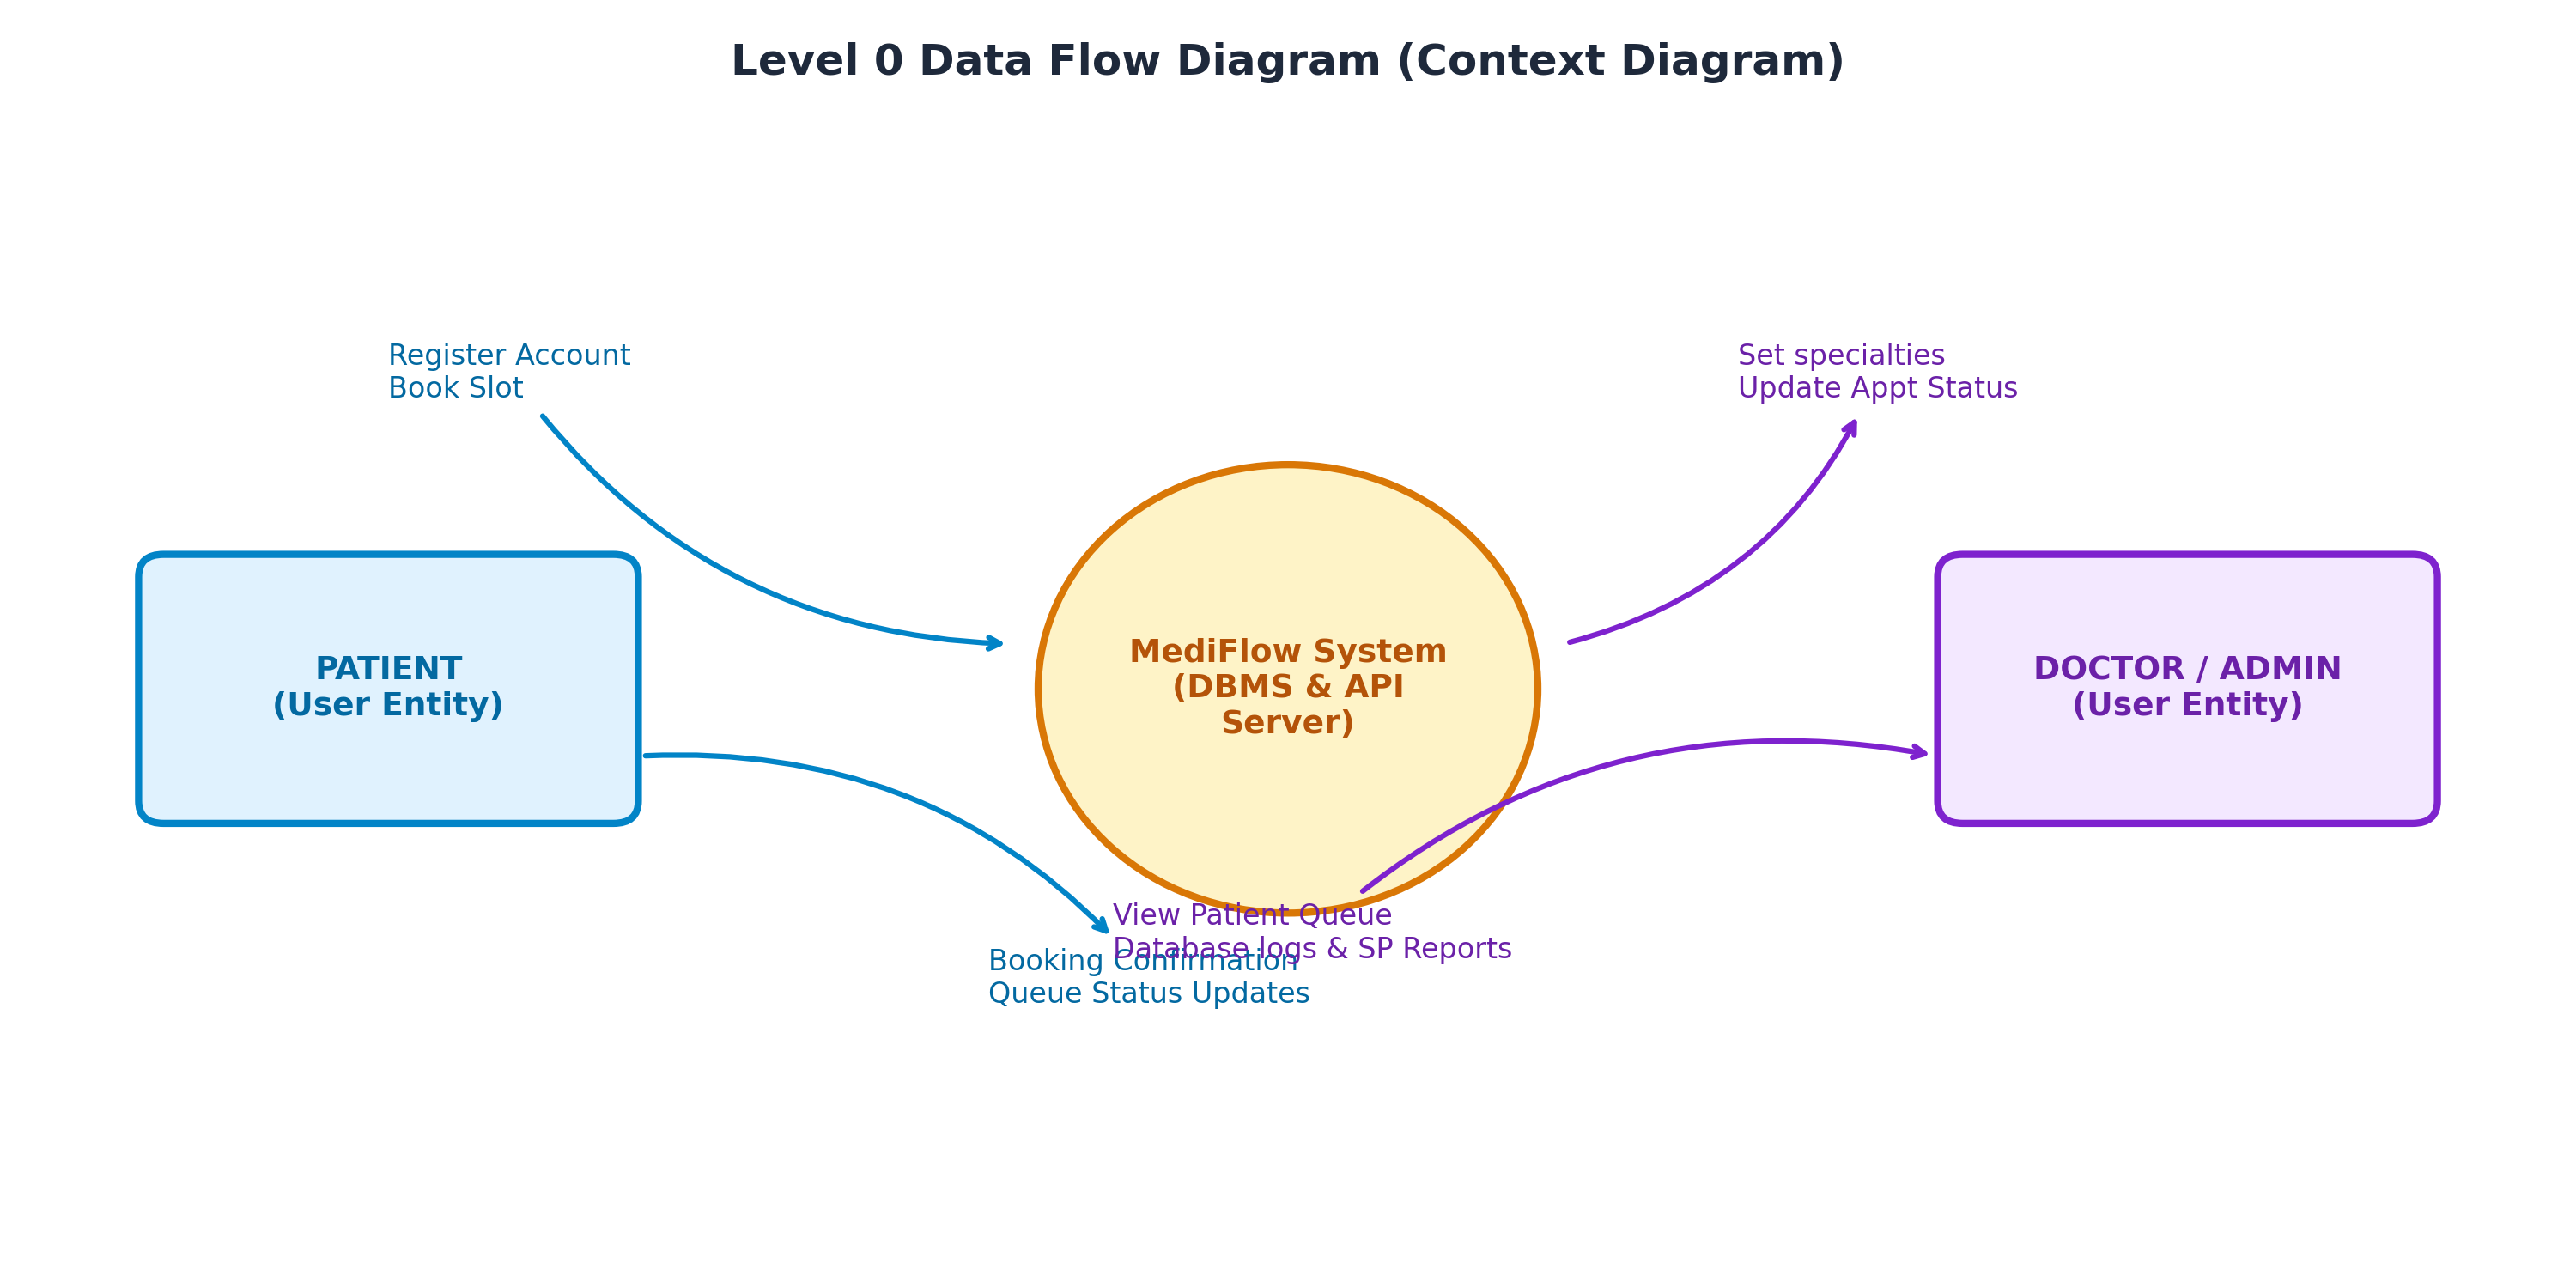 Level 0 Data Flow Diagram (Context Diagram)
Register Account
Book Slot
Set specialties
Update Appt Status
PATIENT
(User Entity)
MediFlow System
(DBMS & API
Server)
DOCTOR / ADMIN
(User Entity)
View Patient Queue
Database logs & SP Reports
Booking Confirmation
Queue Status Updates